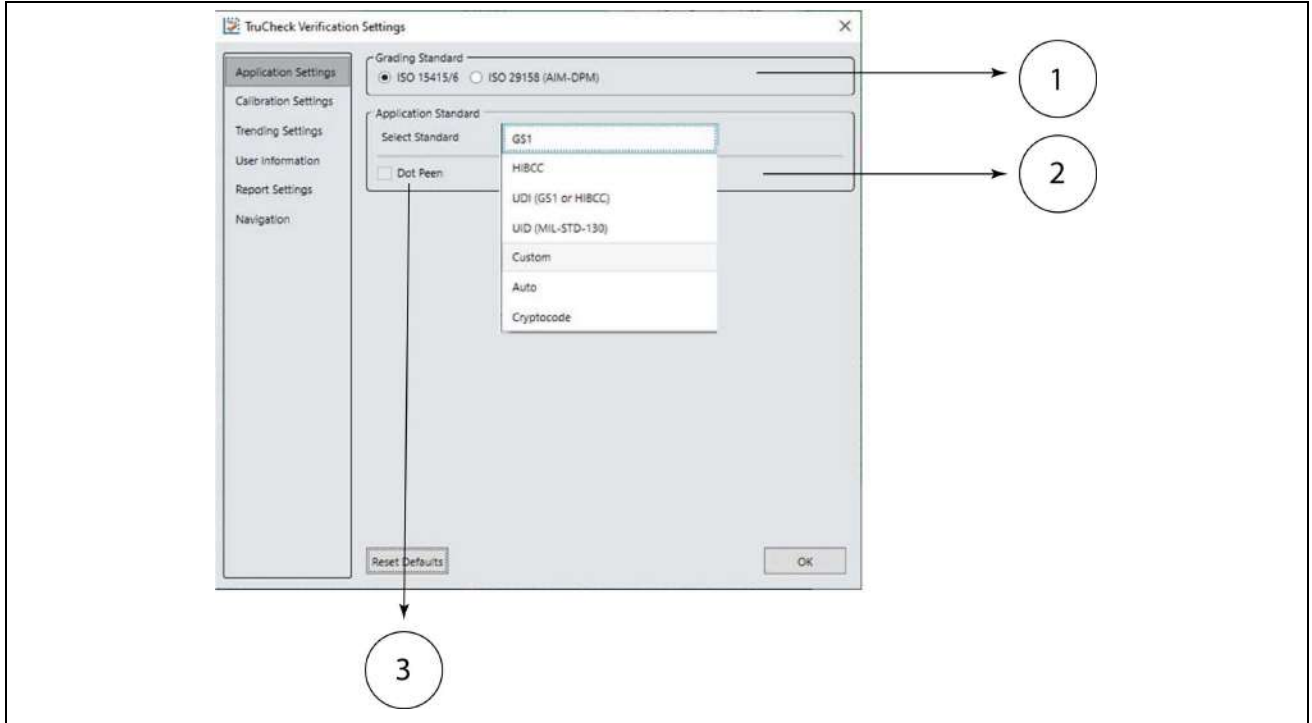 TruCheck Verification Settings
Application Settings
Calibration Settings
Trending Settings
User Information
Report Settings
Navigation
Grading Standard
ISO 15415/6 ISO 29158 (AIM-DPM)
Application Standard
Select Standard
GS1
HIBCC
UDI (GS1 or HIBCC)
UID (MIL-STD-130)
Custom
Auto
Cryptocode
Dot Peen
Reset Defaults
OK
1
2
3